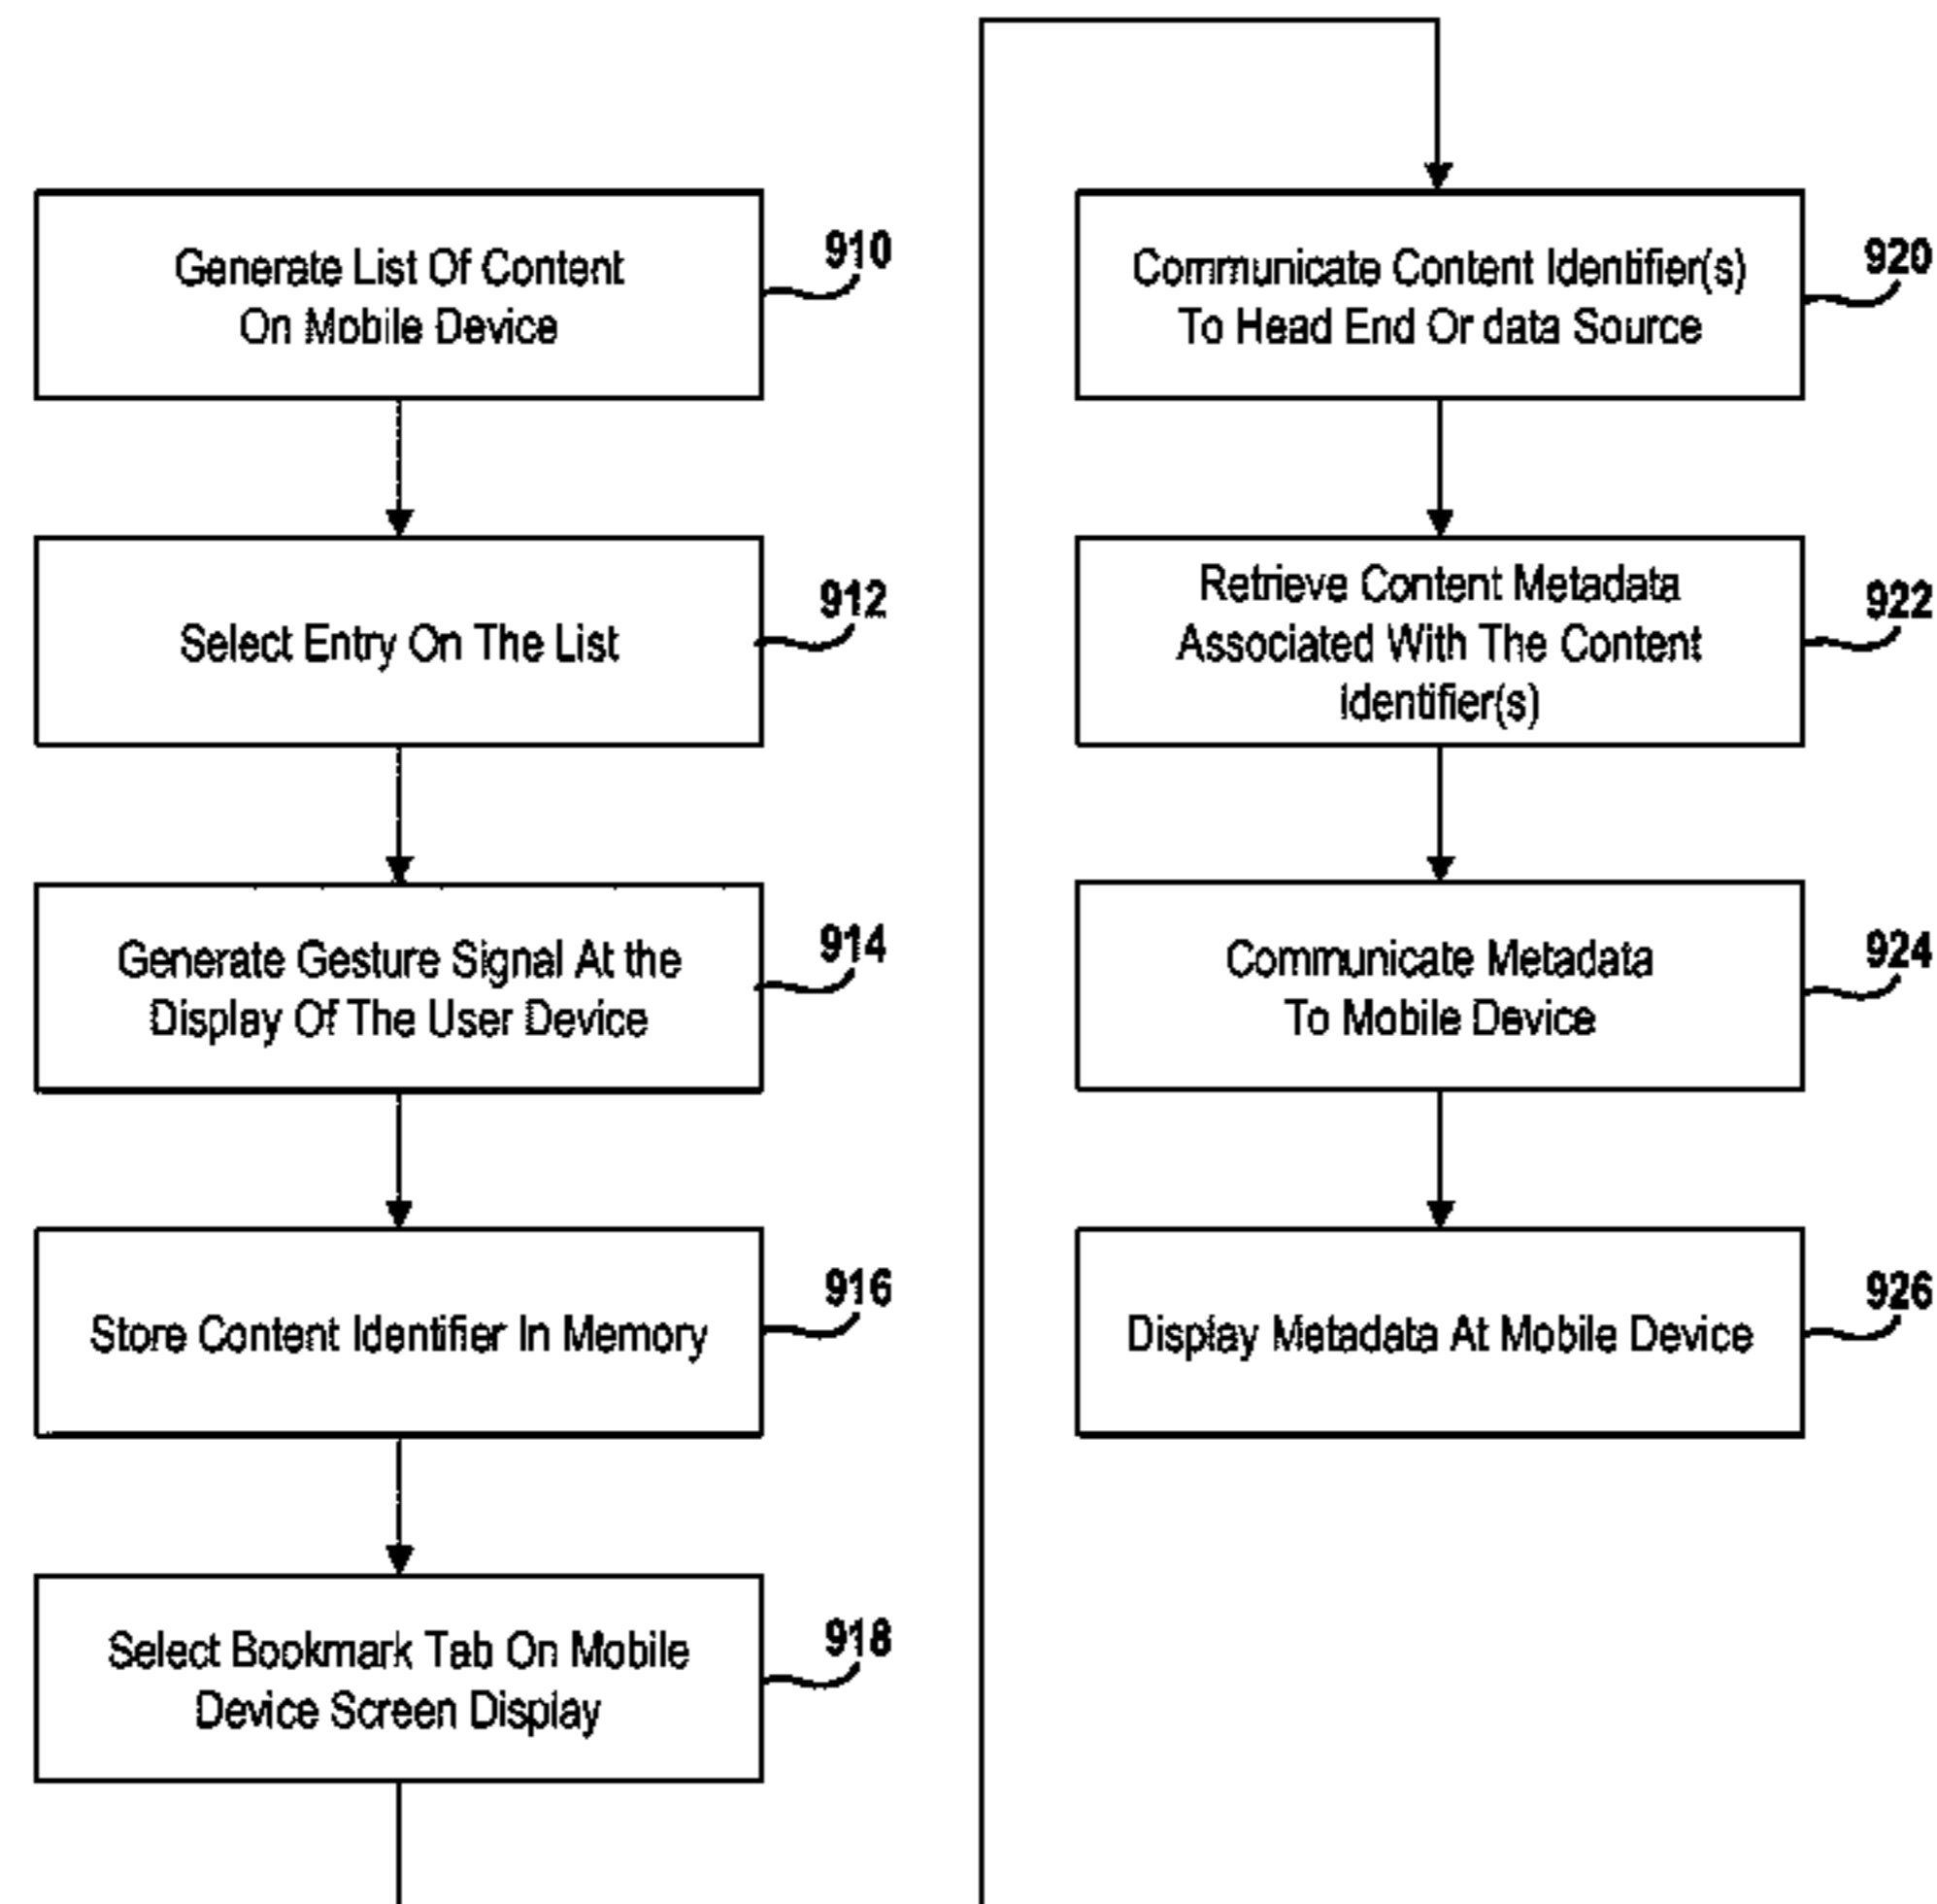 Generate List Of Content
On Mobile Device
910
Select Entry On The List
912
Generate Gesture Signal At the
Display Of The User Device
914
Store Content Identifier In Memory
916
Select Bookmark Tab On Mobile
Device Screen Display
918
Communicate Content Identifier(s)
To Head End Or data Source
920
Retrieve Content Metadata
Associated With The Content
Identifier(s)
922
Communicate Metadata
To Mobile Device
924
Display Metadata At Mobile Device
926